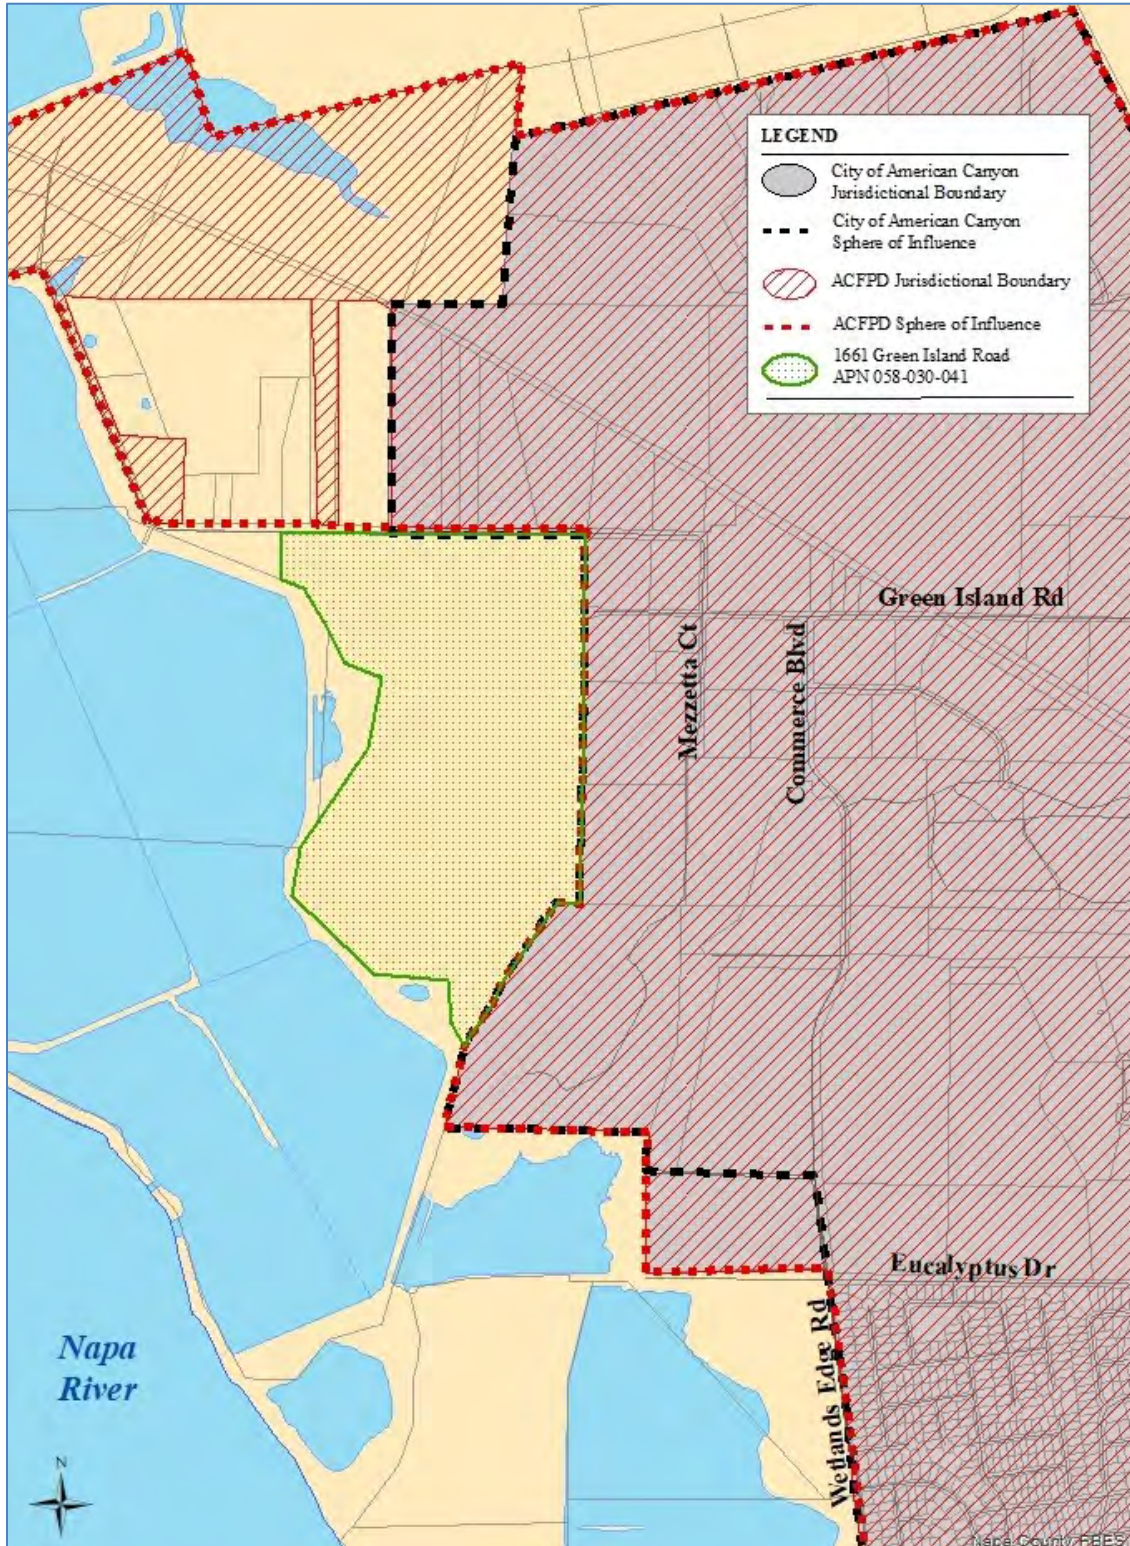 LEGEND
City of American Canyon
Jurisdictional Boundary
City of American Canyon
Sphere of Influence
ACFPD Jurisdictional Boundary
ACFPD Sphere of Influence
1661 Green Island Road
APN 058-030-041
Green Island Rd
Mezzetta Ct
Commerce Blvd
Eucalyptus Dr
Wetlands Edge Rd
Napa
River
N
Napa County PBES